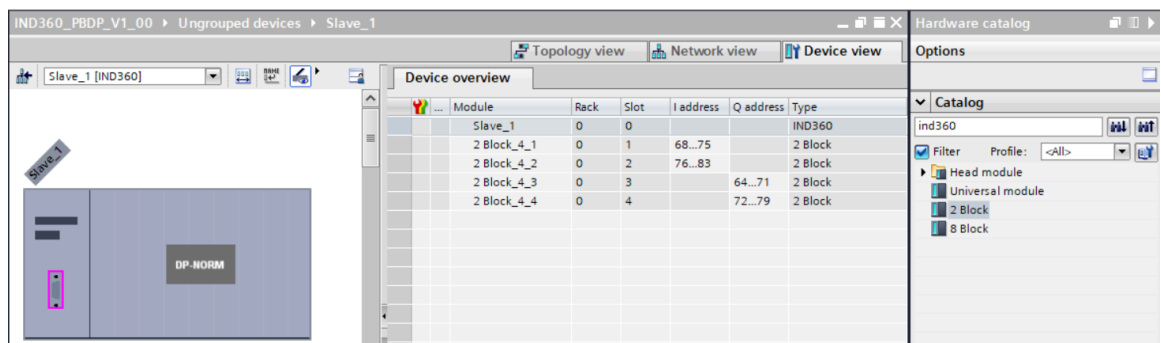 IND360_PBDP_V1_00 ▸ Ungrouped devices ▸ Slave_1
Topology view
Network view
Device view
Slave_1 [IND360]
Device overview
... Module Rack Slot I address Q address Type
Slave_1 0 0 IND360
2 Block_4_1 0 1 68...75 2 Block
2 Block_4_2 0 2 76...83 2 Block
2 Block_4_3 0 3 64...71 2 Block
2 Block_4_4 0 4 72...79 2 Block
Slave_1
DP-NORM
Hardware catalog
Options
Catalog
ind360
Filter Profile: <All>
Head module
Universal module
2 Block
8 Block